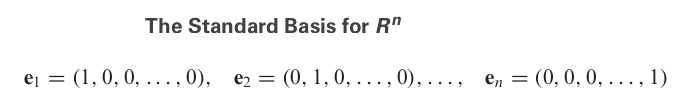 The Standard Basis for Rⁿ
e₁ = (1, 0, 0, . . . , 0), e₂ = (0, 1, 0, . . . , 0), . . . , eₙ = (0, 0, 0, . . . , 1)